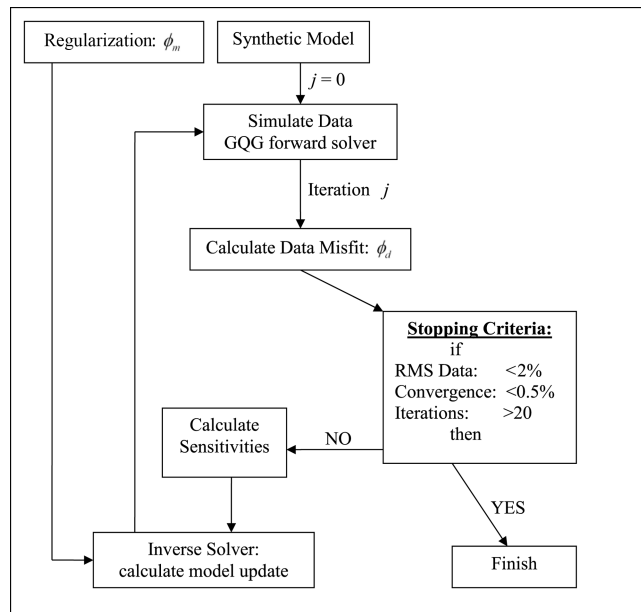 Regularization: ϕm
Synthetic Model
j = 0
Simulate Data
GQG forward solver
Iteration j
Calculate Data Misfit: ϕd
Stopping Criteria:
if
RMS Data: <2%
Convergence: <0.5%
Iterations: >20
then
Calculate
Sensitivities
NO
YES
Inverse Solver:
calculate model update
Finish